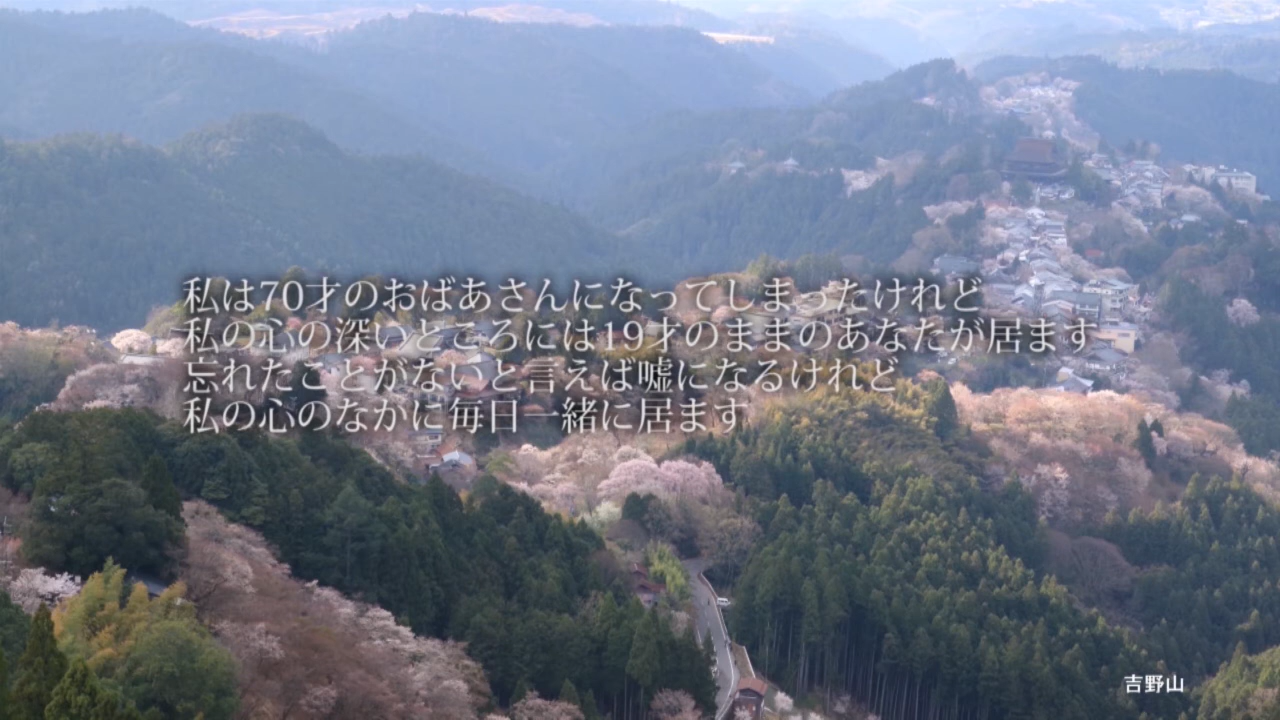 私は70才のおばあさんになってしまったけれど
私の心の深いところには19才のままのあなたが居ます
忘れたことがないと言えば嘘になるけれど
私の心のなかに毎日一緒に居ます
吉野山